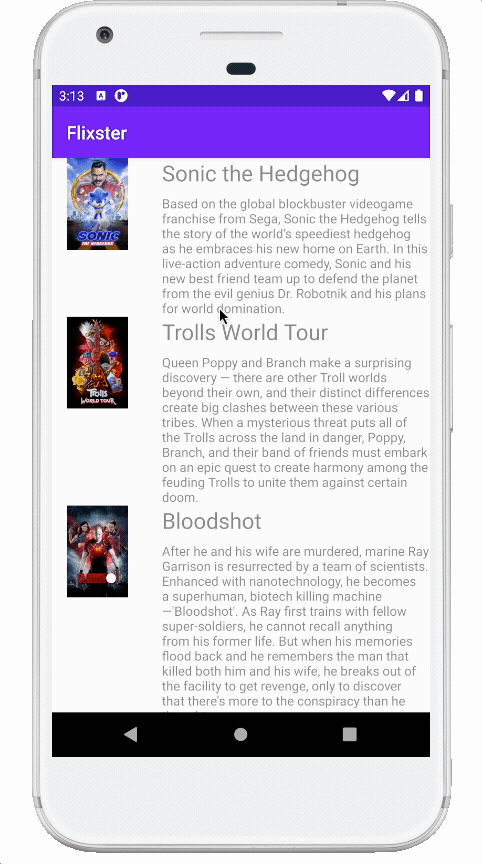 3:13
Flixster
SONIC
THE HEDGEHOG
Sonic the Hedgehog
Based on the global blockbuster videogame
franchise from Sega, Sonic the Hedgehog tells
the story of the world's speediest hedgehog
as he embraces his new home on Earth. In this
live-action adventure comedy, Sonic and his
new best friend team up to defend the planet
from the evil genius Dr. Robotnik and his plans
for world domination.
TROLLS
WORLD TOUR
Trolls World Tour
Queen Poppy and Branch make a surprising
discovery — there are other Troll worlds
beyond their own, and their distinct differences
create big clashes between these various
tribes. When a mysterious threat puts all of
the Trolls across the land in danger, Poppy,
Branch, and their band of friends must embark
on an epic quest to create harmony among the
feuding Trolls to unite them against certain
doom.
Bloodshot
After he and his wife are murdered, marine Ray
Garrison is resurrected by a team of scientists.
Enhanced with nanotechnology, he becomes
a superhuman, biotech killing machine
—'Bloodshot'. As Ray first trains with fellow
super-soldiers, he cannot recall anything
from his former life. But when his memories
flood back and he remembers the man that
killed both him and his wife, he breaks out of
the facility to get revenge, only to discover
that there's more to the conspiracy than he